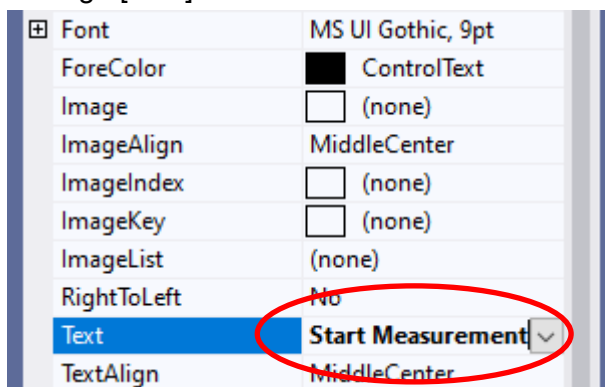 Font MS UI Gothic, 9pt
ForeColor ControlText
Image (none)
ImageAlign MiddleCenter
ImageIndex (none)
ImageKey (none)
ImageList (none)
RightToLeft No
Text Start Measurement
TextAlign MiddleCenter